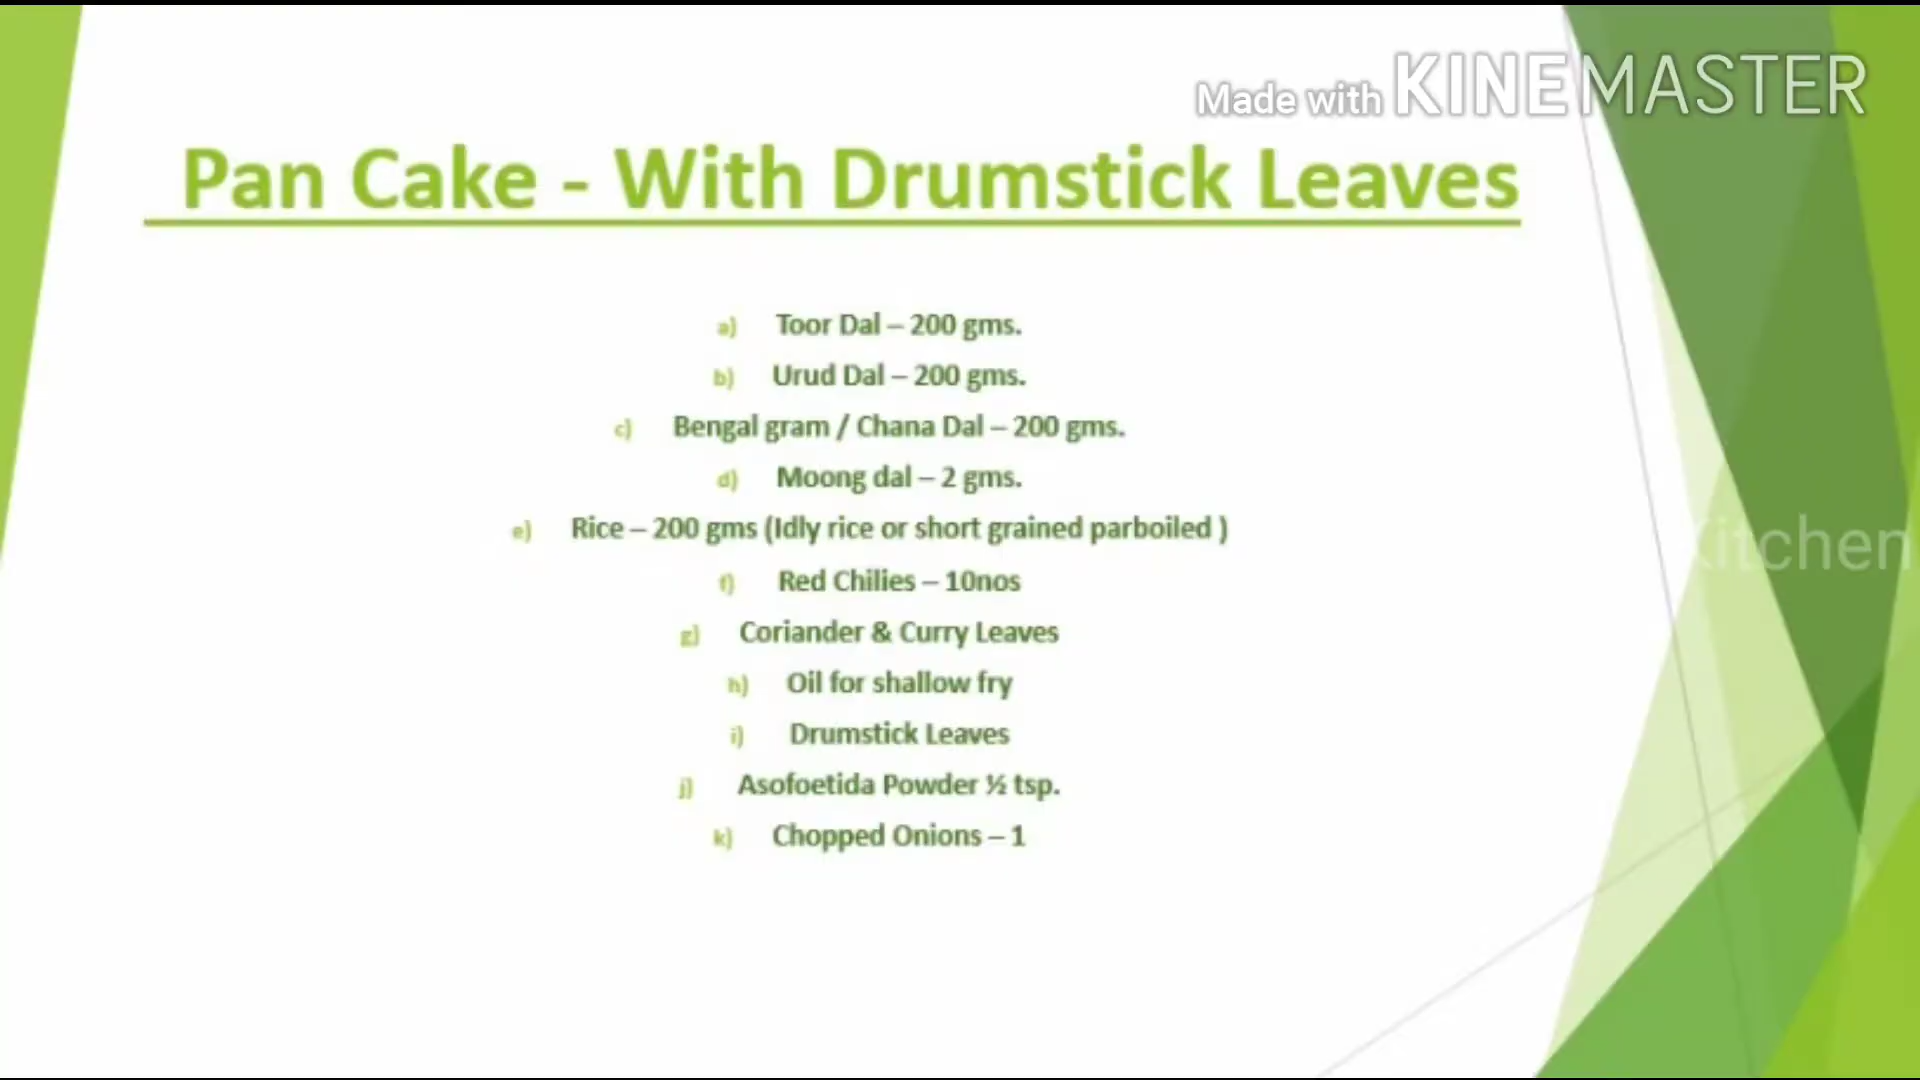 Made with KINEMASTER
Pan Cake - With Drumstick Leaves
a) Toor Dal – 200 gms.
b) Urud Dal – 200 gms.
c) Bengal gram / Chana Dal – 200 gms.
d) Moong dal – 2 gms.
e) Rice – 200 gms (Idly rice or short grained parboiled )
Kitchen
f) Red Chilies – 10nos
g) Coriander & Curry Leaves
h) Oil for shallow fry
i) Drumstick Leaves
j) Asofoetida Powder ½ tsp.
k) Chopped Onions – 1